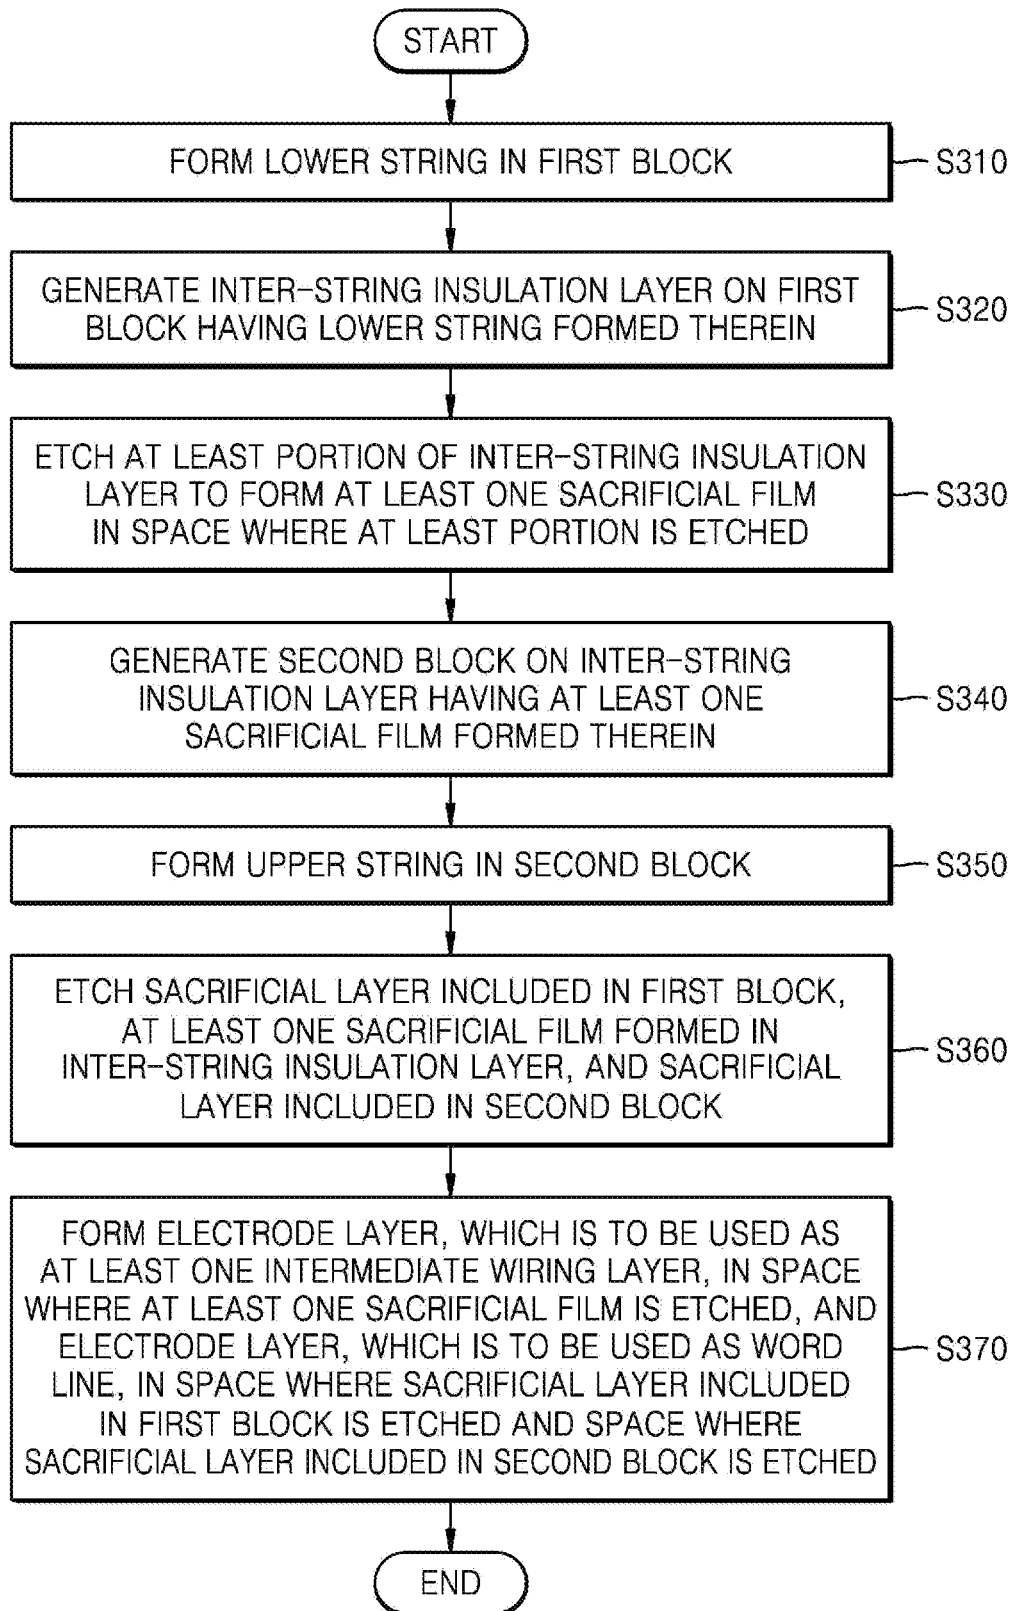 START
FORM LOWER STRING IN FIRST BLOCK
S310
GENERATE INTER-STRING INSULATION LAYER ON FIRST
BLOCK HAVING LOWER STRING FORMED THEREIN
S320
ETCH AT LEAST PORTION OF INTER-STRING INSULATION
LAYER TO FORM AT LEAST ONE SACRIFICIAL FILM
IN SPACE WHERE AT LEAST PORTION IS ETCHED
S330
GENERATE SECOND BLOCK ON INTER-STRING
INSULATION LAYER HAVING AT LEAST ONE
SACRIFICIAL FILM FORMED THEREIN
S340
FORM UPPER STRING IN SECOND BLOCK
S350
ETCH SACRIFICIAL LAYER INCLUDED IN FIRST BLOCK,
AT LEAST ONE SACRIFICIAL FILM FORMED IN
INTER-STRING INSULATION LAYER, AND SACRIFICIAL
LAYER INCLUDED IN SECOND BLOCK
S360
FORM ELECTRODE LAYER, WHICH IS TO BE USED AS
AT LEAST ONE INTERMEDIATE WIRING LAYER, IN SPACE
WHERE AT LEAST ONE SACRIFICIAL FILM IS ETCHED, AND
ELECTRODE LAYER, WHICH IS TO BE USED AS WORD
LINE, IN SPACE WHERE SACRIFICIAL LAYER INCLUDED
IN FIRST BLOCK IS ETCHED AND SPACE WHERE
SACRIFICIAL LAYER INCLUDED IN SECOND BLOCK IS ETCHED
S370
END